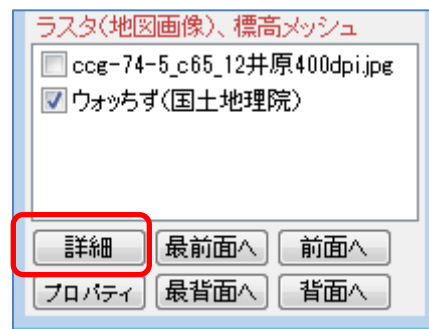 ラスタ(地図画像)、標高メッシュ
ccg-74-5_c65_12井原400dpi.jpg
ウォッちず(国土地理院)
詳細 最前面へ 前面へ
プロパティ 最背面へ 背面へ